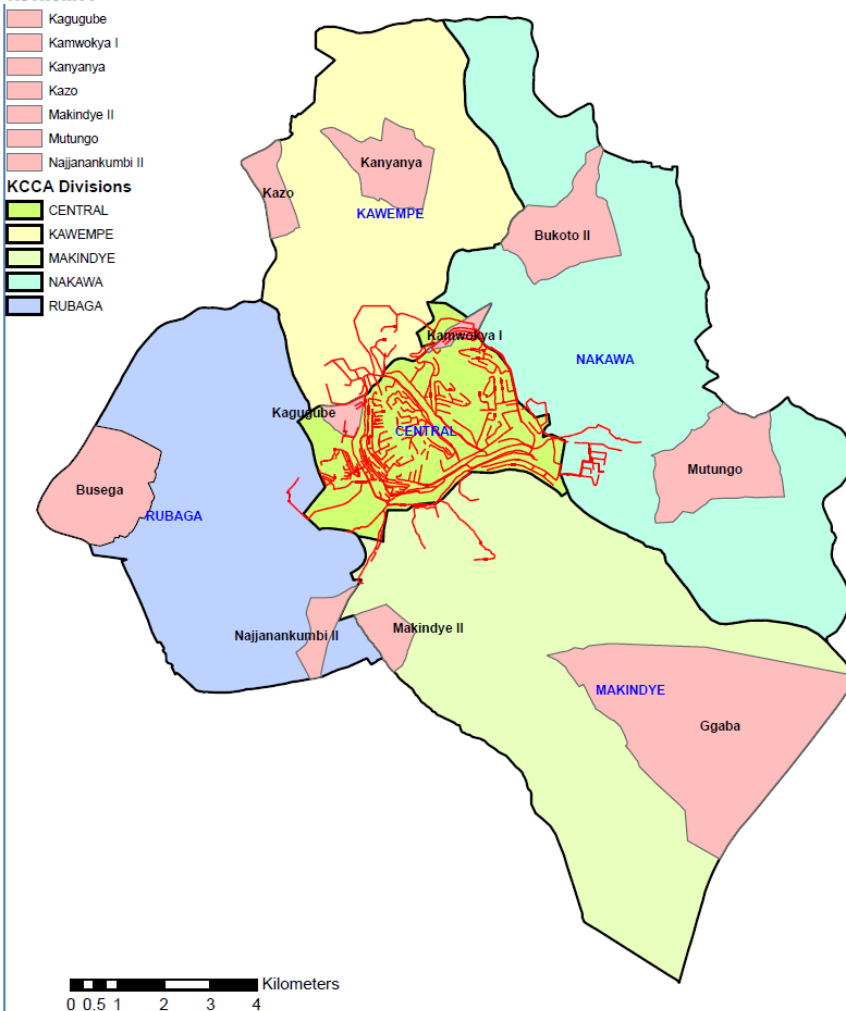 Kagugube
Kamwokya I
Kanyanya
Kazo
Makindye II
Mutungo
Najjanankumbi II
KCCA Divisions
CENTRAL
KAWEMPE
MAKINDYE
NAKAWA
RUBAGA
Kanyanya
Kazo
KAWEMPE
Bukoto II
Kamwokya I
NAKAWA
Kagugube
CENTRAL
Mutungo
Busega
RUBAGA
Najjanankumbi II
Makindye II
MAKINDYE
Ggaba
Kilometers
0 0.5 1 2 3 4